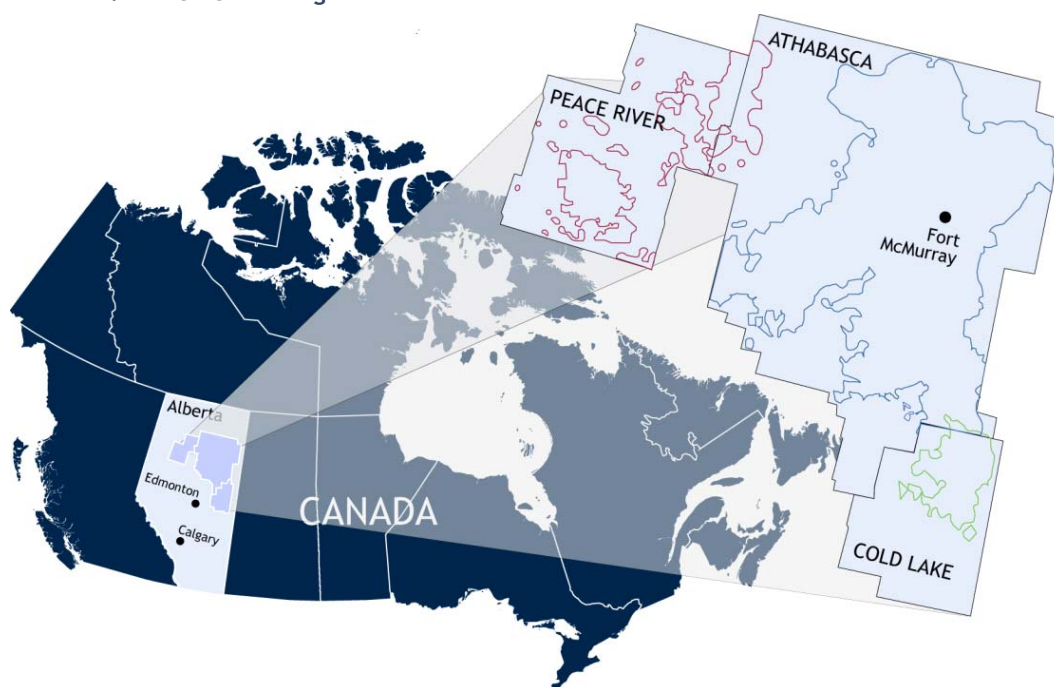 ATHABASCA
PEACE RIVER
Fort
McMurray
Alberta
Edmonton
CANADA
Calgary
COLD LAKE